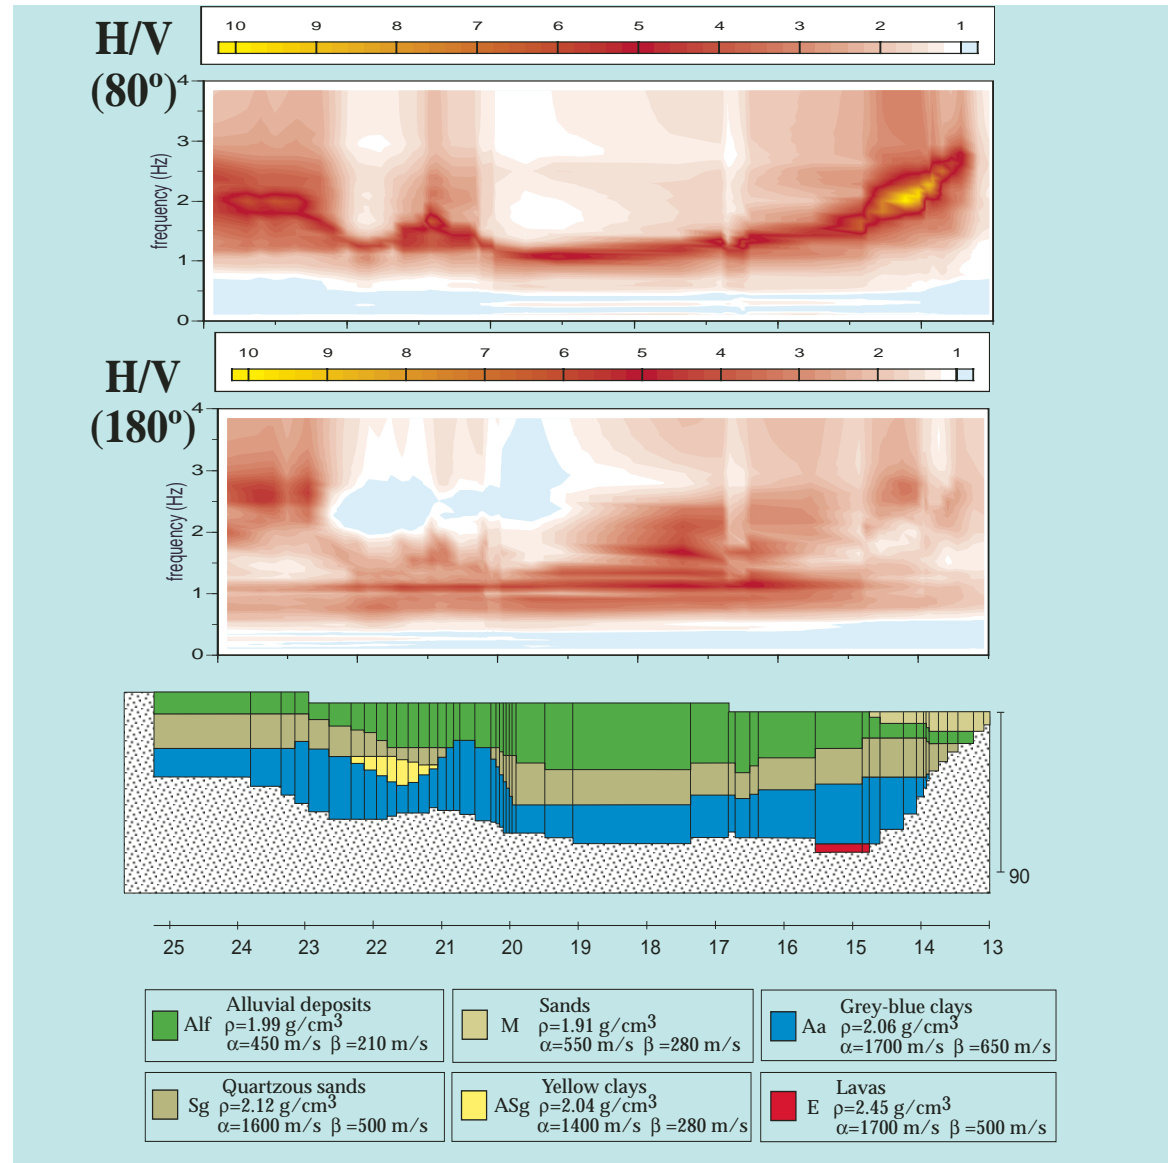 H/V
(80º)
10 9 8 7 6 5 4 3 2 1
4
3
2
1
0
frequency (Hz)
H/V
(180º)
10 9 8 7 6 5 4 3 2 1
4
3
2
1
0
frequency (Hz)
90
25 24 23 22 21 20 19 18 17 16 15 14 13
Alluvial deposits
Alf ρ=1.99 g/cm³
α=450 m/s β=210 m/s
Sands
M ρ=1.91 g/cm³
α=550 m/s β=280 m/s
Grey-blue clays
Aa ρ=2.06 g/cm³
α=1700 m/s β=650 m/s
Quartzous sands
Sg ρ=2.12 g/cm³
α=1600 m/s β=500 m/s
Yellow clays
ASg ρ=2.04 g/cm³
α=1400 m/s β=280 m/s
Lavas
E ρ=2.45 g/cm³
α=1700 m/s β=500 m/s